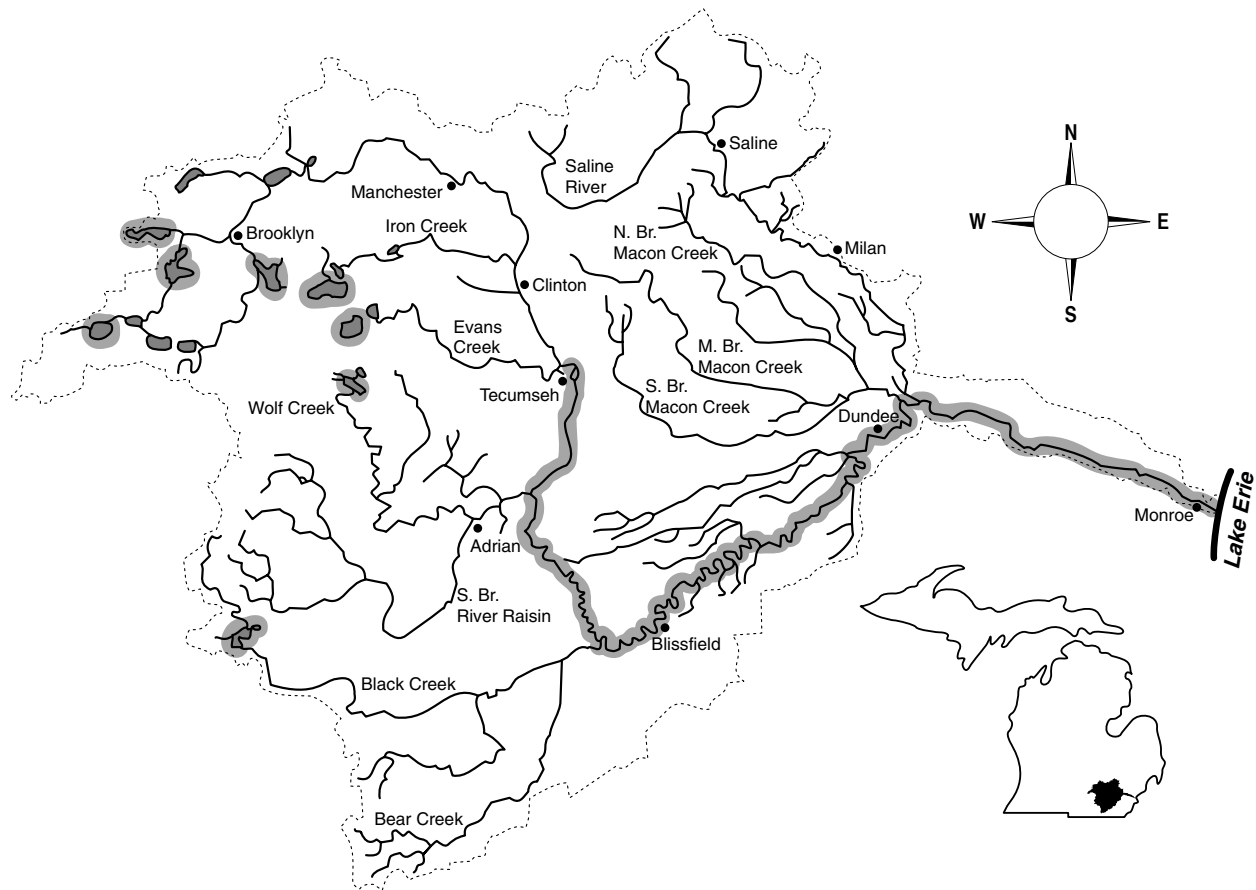 N
W
E
S
Saline
Saline
River
Manchester
Iron Creek
Brooklyn
N. Br.
Macon Creek
Milan
Clinton
Evans
Creek
M. Br.
Macon Creek
Tecumseh
S. Br.
Macon Creek
Wolf Creek
Dundee
Monroe
Lake Erie
Adrian
S. Br.
River Raisin
Blissfield
Black Creek
Bear Creek